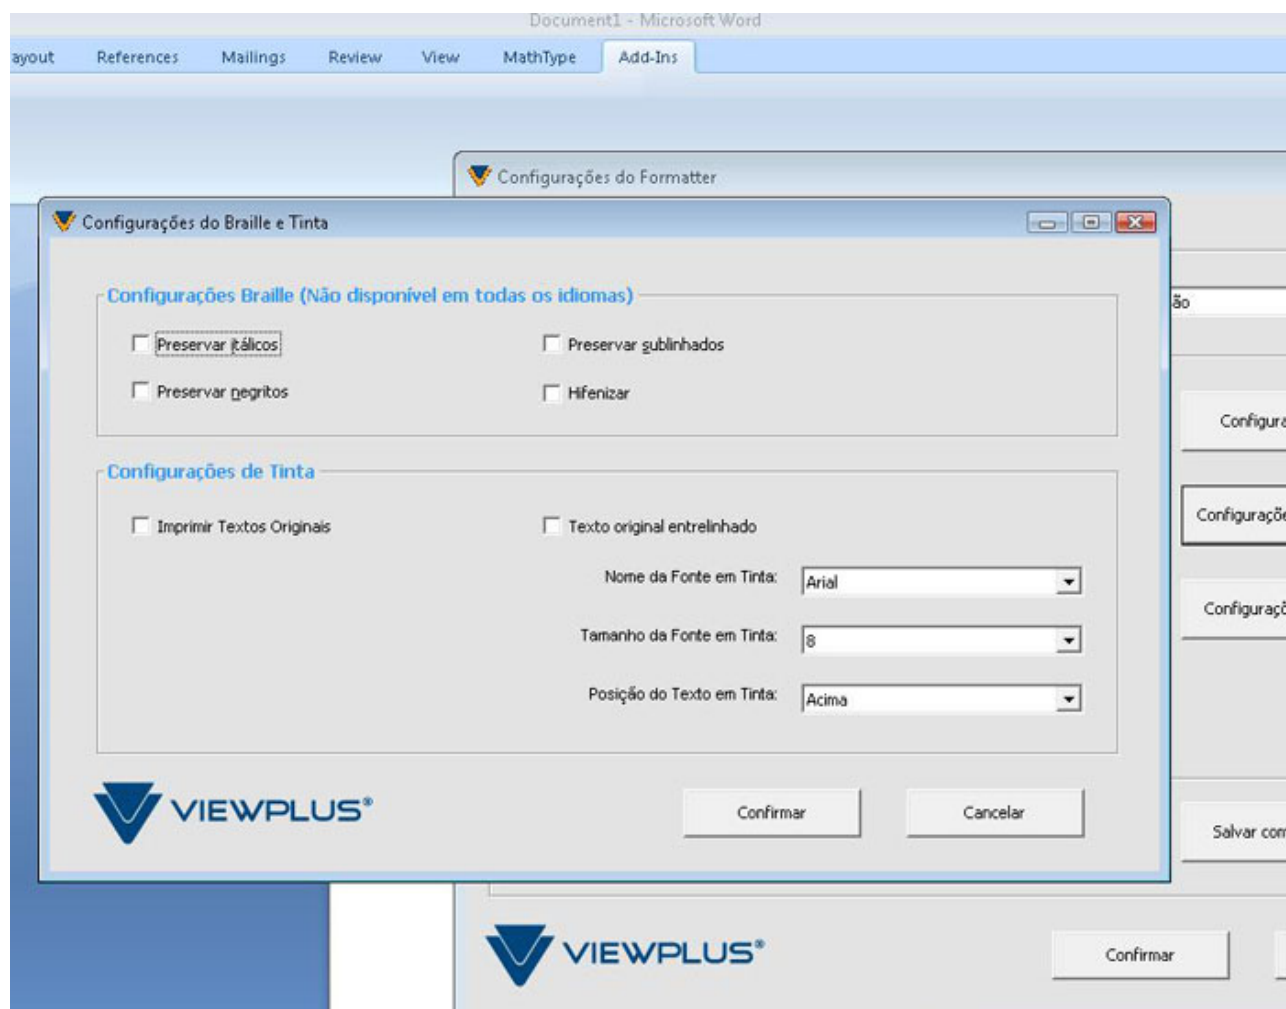 Document1 - Microsoft Word
ayout References Mailings Review View MathType Add-Ins
Configurações do Formatter
Configurações do Braille e Tinta
Configurações Braille (Não disponível em todas os idiomas)
ão
Preservar itálicos Preservar sublinhados
Preservar negritos Hifenizar
Configura
Configurações de Tinta
Imprimir Textos Originais Texto original entrelinhado
Configuraçõe
Nome da Fonte em Tinta: Arial
Configuraçõ
Tamanho da Fonte em Tinta: 8
Posição do Texto em Tinta: Acima
VIEWPLUS®
Confirmar Cancelar
Salvar com
VIEWPLUS®
Confirmar